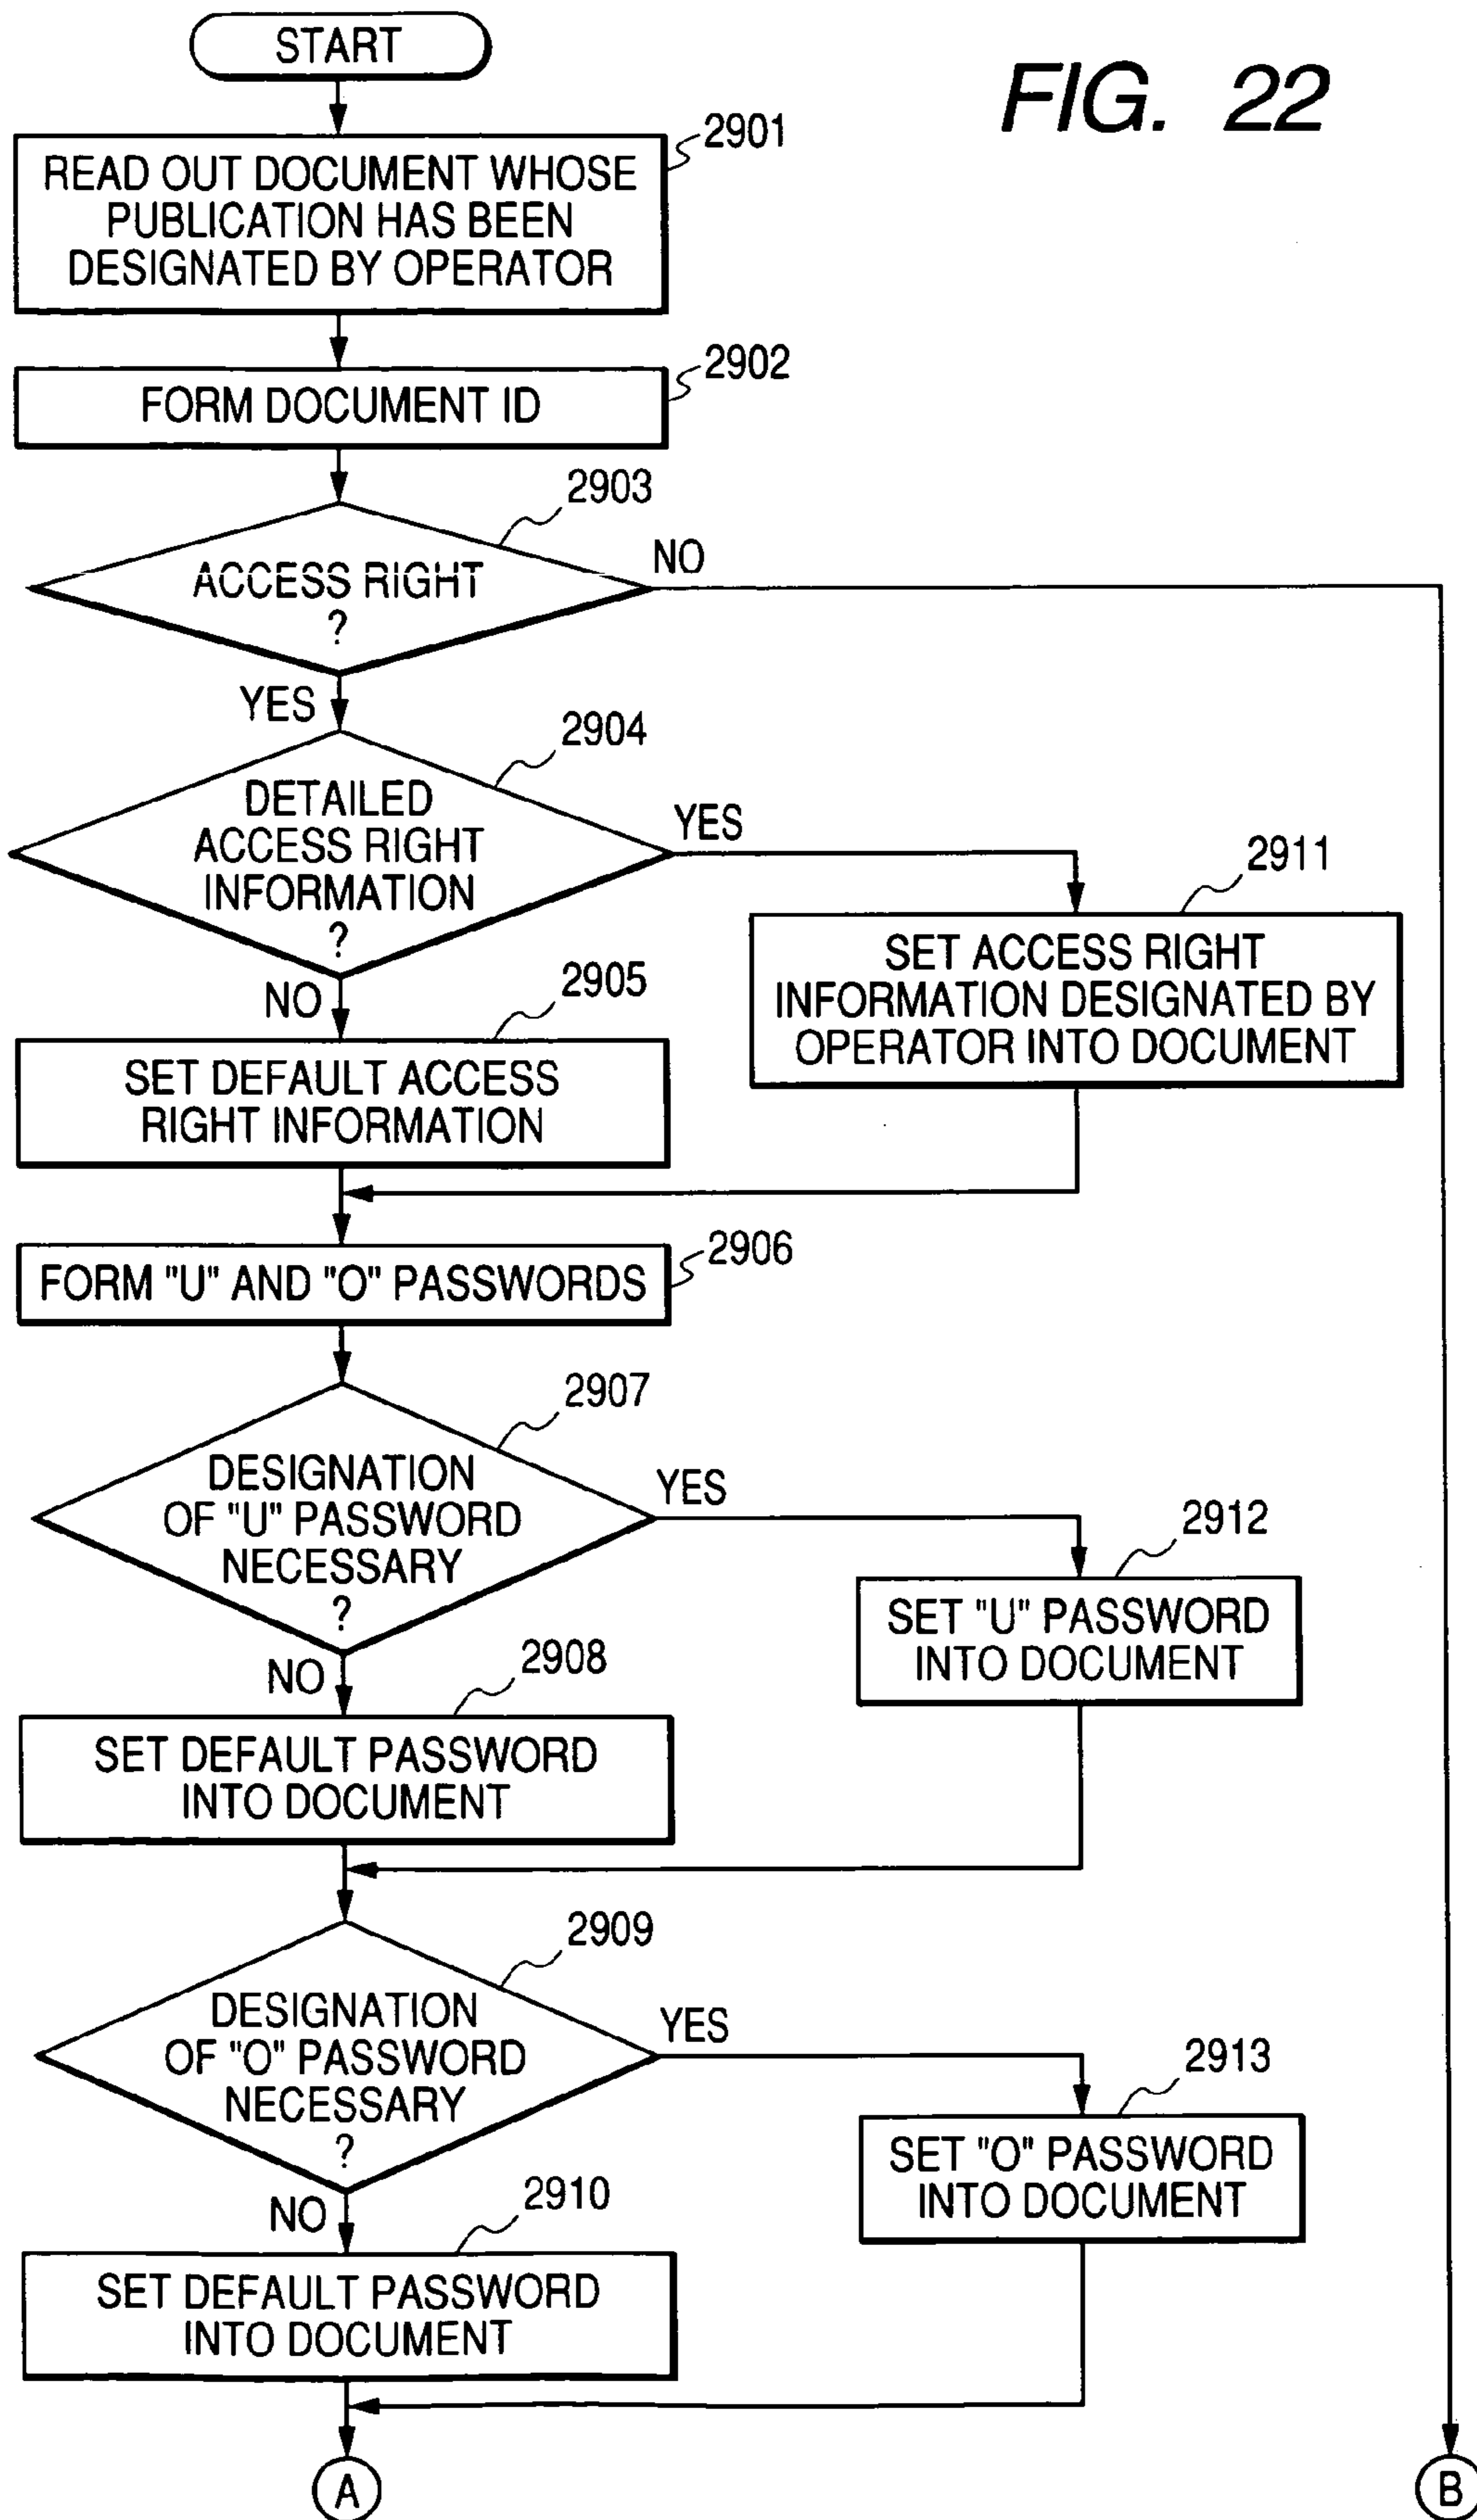 START
FIG. 22
2901
READ OUT DOCUMENT WHOSE
PUBLICATION HAS BEEN
DESIGNATED BY OPERATOR
2902
FORM DOCUMENT ID
2903
ACCESS RIGHT
?
NO
YES
2904
DETAILED
ACCESS RIGHT
INFORMATION
?
YES
2911
SET ACCESS RIGHT
INFORMATION DESIGNATED BY
OPERATOR INTO DOCUMENT
NO
2905
SET DEFAULT ACCESS
RIGHT INFORMATION
2906
FORM "U" AND "O" PASSWORDS
2907
DESIGNATION
OF "U" PASSWORD
NECESSARY
?
YES
2912
SET "U" PASSWORD
INTO DOCUMENT
NO
2908
SET DEFAULT PASSWORD
INTO DOCUMENT
2909
DESIGNATION
OF "O" PASSWORD
NECESSARY
?
YES
2913
SET "O" PASSWORD
INTO DOCUMENT
NO
2910
SET DEFAULT PASSWORD
INTO DOCUMENT
A
B